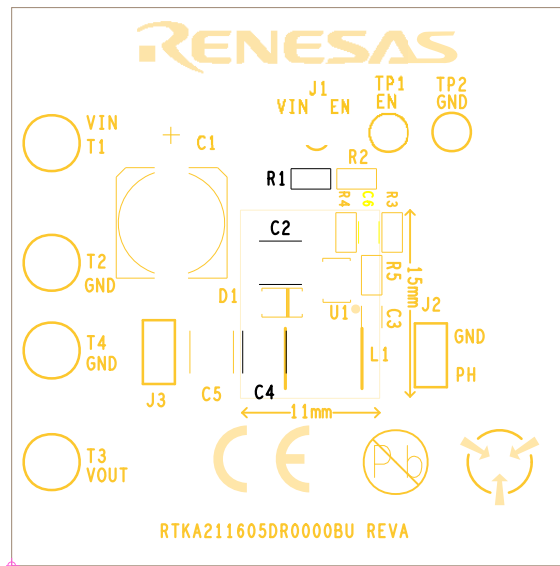 RENESAS
J1
VIN EN
TP1
EN
TP2
GND
VIN
T1
C1
R1
R2
R4
C6
R3
C2
T2
GND
D1
U1
R5
C3
15mm
J2
GND
PH
T4
GND
J3
C5
C4
L1
11mm
T3
VOUT
CE
Pb
RTKA211605DR0000BU REVA